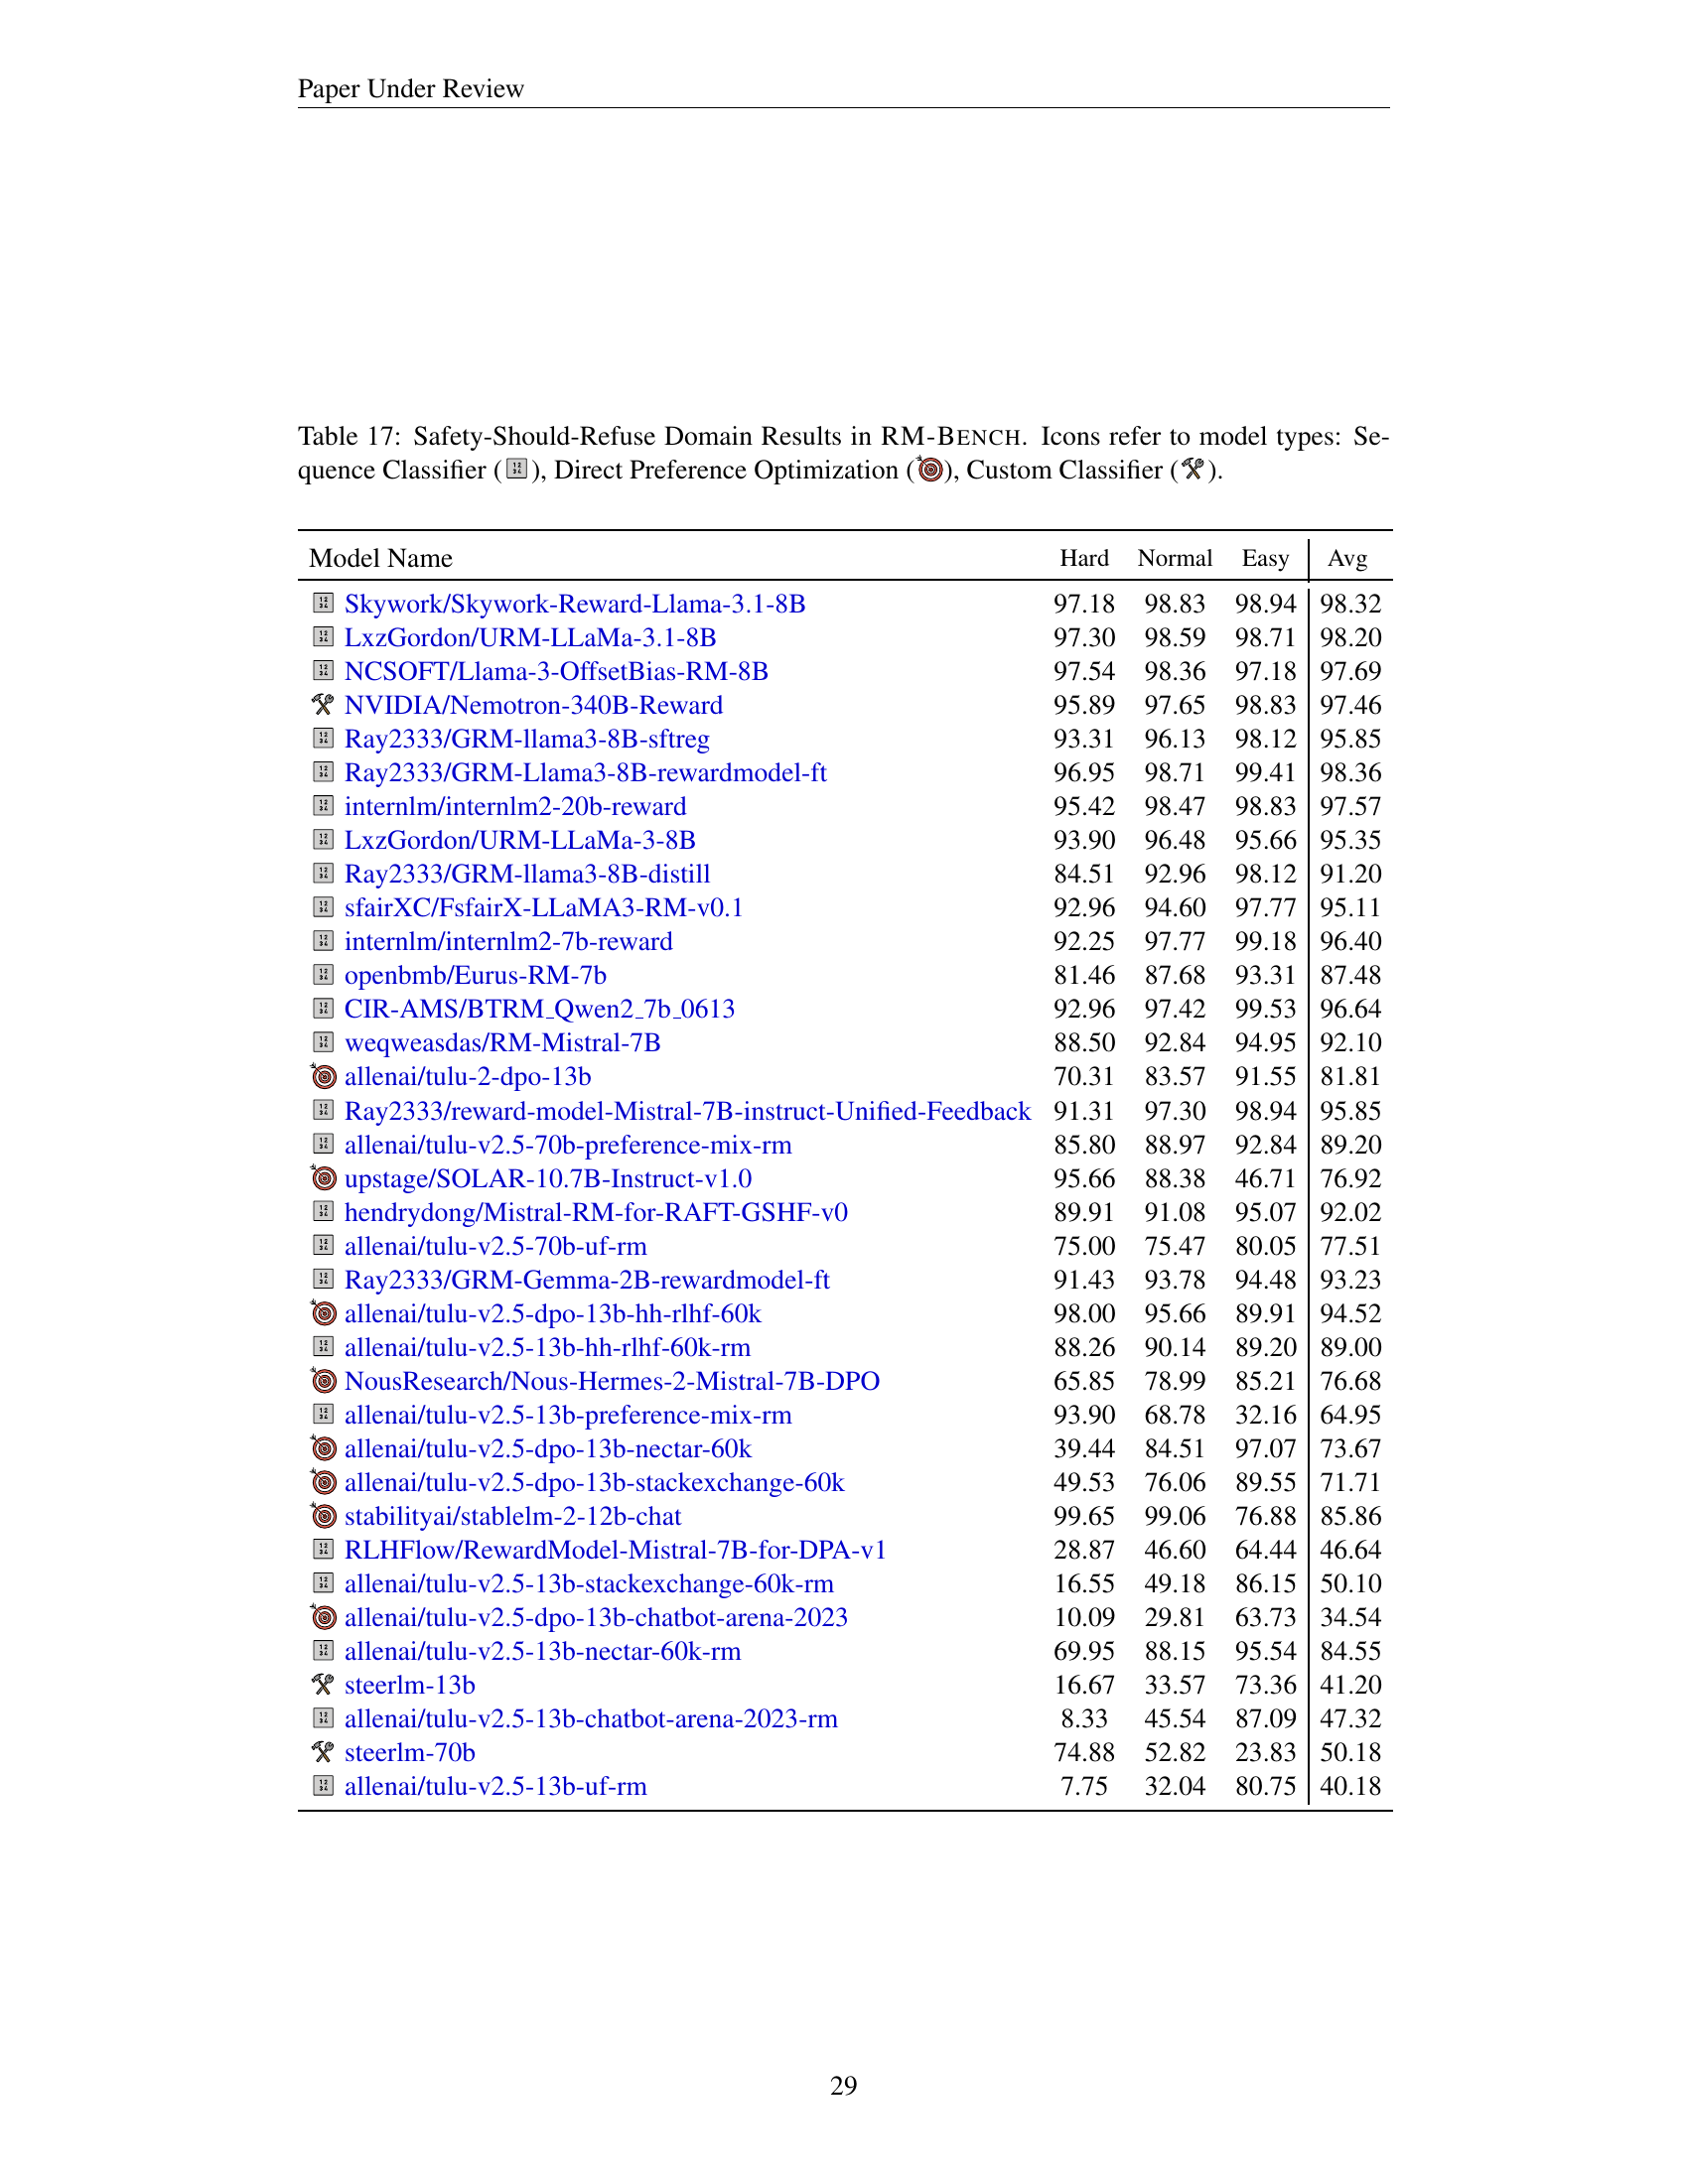 Paper Under Review
Table 17: Safety-Should-Refuse Domain Results in RM-BENCH. Icons refer to model types: Se-
quence Classifier (🔢), Direct Preference Optimization (🎯), Custom Classifier (🛠).
Model Name Hard Normal Easy Avg
Skywork/Skywork-Reward-Llama-3.1-8B 97.18 98.83 98.94 98.32
LxzGordon/URM-LLaMa-3.1-8B 97.30 98.59 98.71 98.20
NCSOFT/Llama-3-OffsetBias-RM-8B 97.54 98.36 97.18 97.69
NVIDIA/Nemotron-340B-Reward 95.89 97.65 98.83 97.46
Ray2333/GRM-llama3-8B-sftreg 93.31 96.13 98.12 95.85
Ray2333/GRM-Llama3-8B-rewardmodel-ft 96.95 98.71 99.41 98.36
internlm/internlm2-20b-reward 95.42 98.47 98.83 97.57
LxzGordon/URM-LLaMa-3-8B 93.90 96.48 95.66 95.35
Ray2333/GRM-llama3-8B-distill 84.51 92.96 98.12 91.20
sfairXC/FsfairX-LLaMA3-RM-v0.1 92.96 94.60 97.77 95.11
internlm/internlm2-7b-reward 92.25 97.77 99.18 96.40
openbmb/Eurus-RM-7b 81.46 87.68 93.31 87.48
CIR-AMS/BTRM_Qwen2_7b_0613 92.96 97.42 99.53 96.64
weqweasdas/RM-Mistral-7B 88.50 92.84 94.95 92.10
allenai/tulu-2-dpo-13b 70.31 83.57 91.55 81.81
Ray2333/reward-model-Mistral-7B-instruct-Unified-Feedback 91.31 97.30 98.94 95.85
allenai/tulu-v2.5-70b-preference-mix-rm 85.80 88.97 92.84 89.20
upstage/SOLAR-10.7B-Instruct-v1.0 95.66 88.38 46.71 76.92
hendrydong/Mistral-RM-for-RAFT-GSHF-v0 89.91 91.08 95.07 92.02
allenai/tulu-v2.5-70b-uf-rm 75.00 75.47 80.05 77.51
Ray2333/GRM-Gemma-2B-rewardmodel-ft 91.43 93.78 94.48 93.23
allenai/tulu-v2.5-dpo-13b-hh-rlhf-60k 98.00 95.66 89.91 94.52
allenai/tulu-v2.5-13b-hh-rlhf-60k-rm 88.26 90.14 89.20 89.00
NousResearch/Nous-Hermes-2-Mistral-7B-DPO 65.85 78.99 85.21 76.68
allenai/tulu-v2.5-13b-preference-mix-rm 93.90 68.78 32.16 64.95
allenai/tulu-v2.5-dpo-13b-nectar-60k 39.44 84.51 97.07 73.67
allenai/tulu-v2.5-dpo-13b-stackexchange-60k 49.53 76.06 89.55 71.71
stabilityai/stablelm-2-12b-chat 99.65 99.06 76.88 85.86
RLHFlow/RewardModel-Mistral-7B-for-DPA-v1 28.87 46.60 64.44 46.64
allenai/tulu-v2.5-13b-stackexchange-60k-rm 16.55 49.18 86.15 50.10
allenai/tulu-v2.5-dpo-13b-chatbot-arena-2023 10.09 29.81 63.73 34.54
allenai/tulu-v2.5-13b-nectar-60k-rm 69.95 88.15 95.54 84.55
steerlm-13b 16.67 33.57 73.36 41.20
allenai/tulu-v2.5-13b-chatbot-arena-2023-rm 8.33 45.54 87.09 47.32
steerlm-70b 74.88 52.82 23.83 50.18
allenai/tulu-v2.5-13b-uf-rm 7.75 32.04 80.75 40.18
29